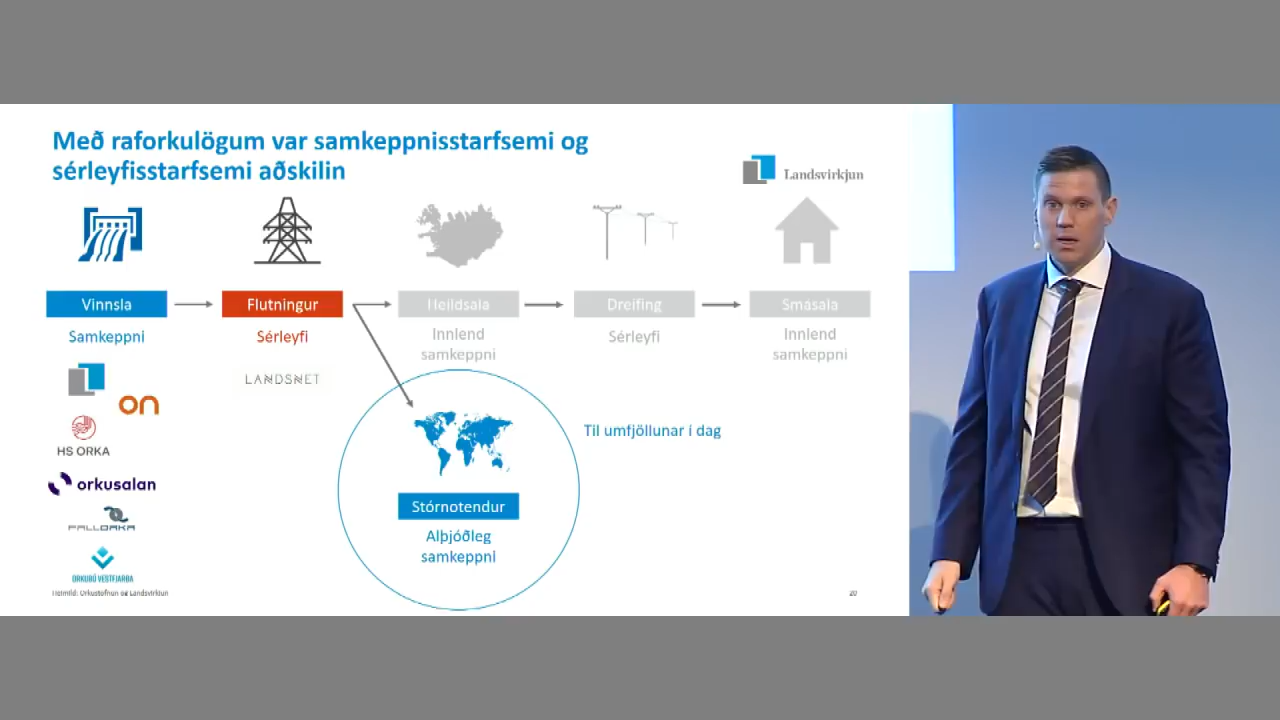 Með raforkulögum var samkeppnisstarfsemi og
sérleyfisstarfsemi aðskilin
Landsvirkjun
Vinnsla
Flutningur
Heildsala
Dreifing
Smásala
Samkeppni
Sérleyfi
Innlend
samkeppni
Sérleyfi
Innlend
samkeppni
LANDSNET
on
HS ORKA
orkusalan
FALLORKA
ORKUBÚ VESTFJARÐA
Til umfjöllunar í dag
Stórnotendur
Alþjóðleg
samkeppni
Heimild: Orkustofnun og Landsvirkjun
20